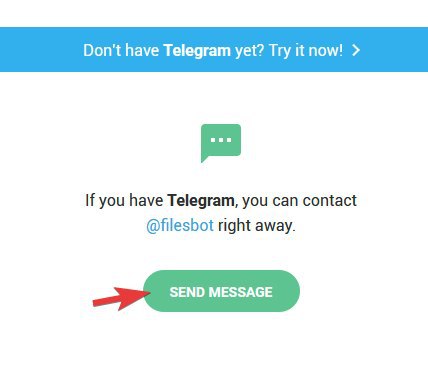 Don't have Telegram yet? Try it now!
If you have Telegram, you can contact
@filesbot right away.
SEND MESSAGE